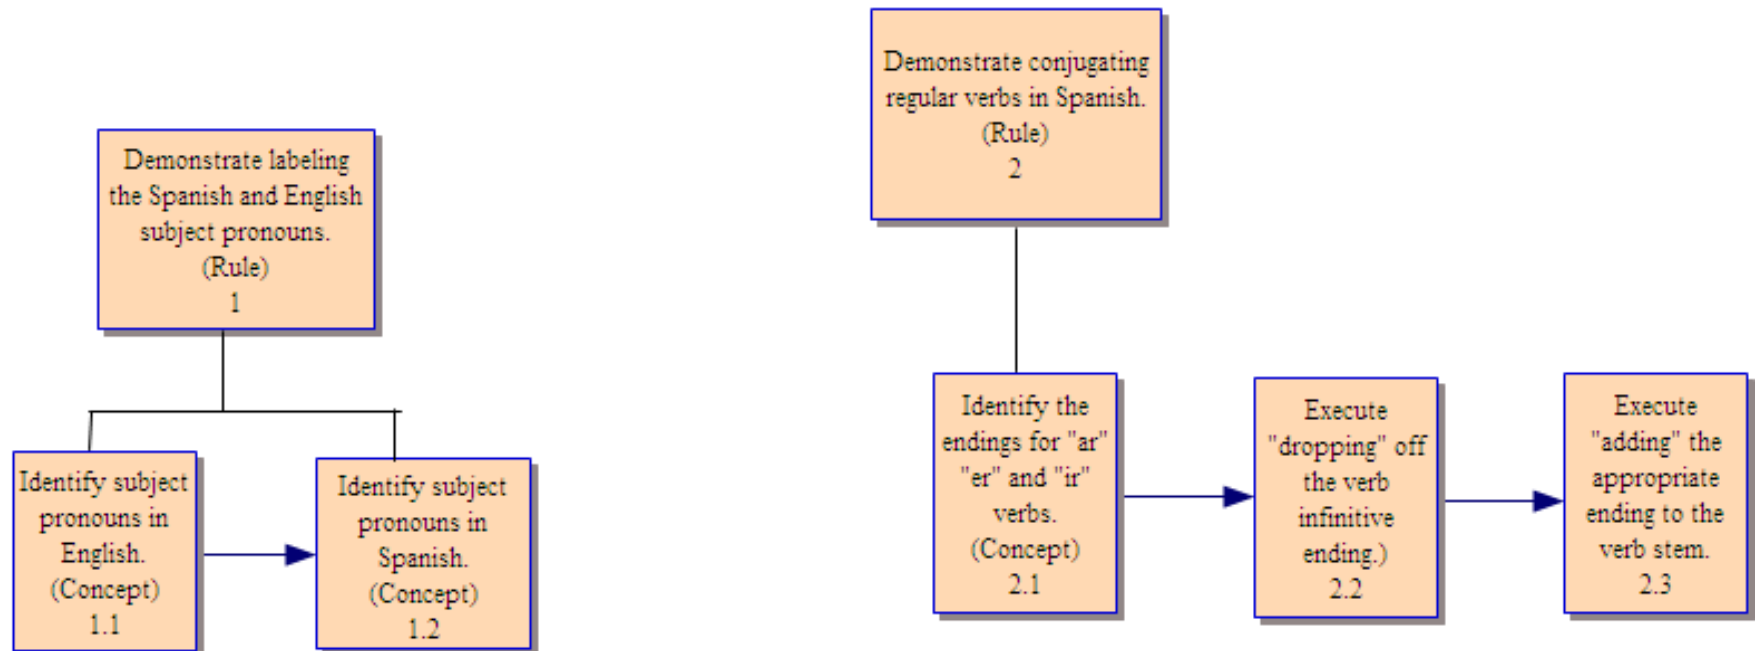 Demonstrate labeling
the Spanish and English
subject pronouns.
(Rule)
1
Identify subject
pronouns in
English.
(Concept)
1.1
Identify subject
pronouns in
Spanish.
(Concept)
1.2
Demonstrate conjugating
regular verbs in Spanish.
(Rule)
2
Identify the
endings for "ar"
"er" and "ir"
verbs.
(Concept)
2.1
Execute
"dropping" off
the verb
infinitive
ending.)
2.2
Execute
"adding" the
appropriate
ending to the
verb stem.
2.3